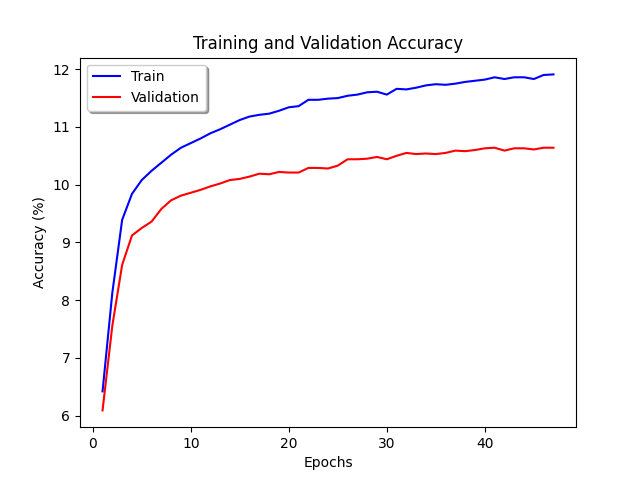 Training and Validation Accuracy
Train
Validation
Accuracy (%)
12
11
10
9
8
7
6
0 10 20 30 40
Epochs